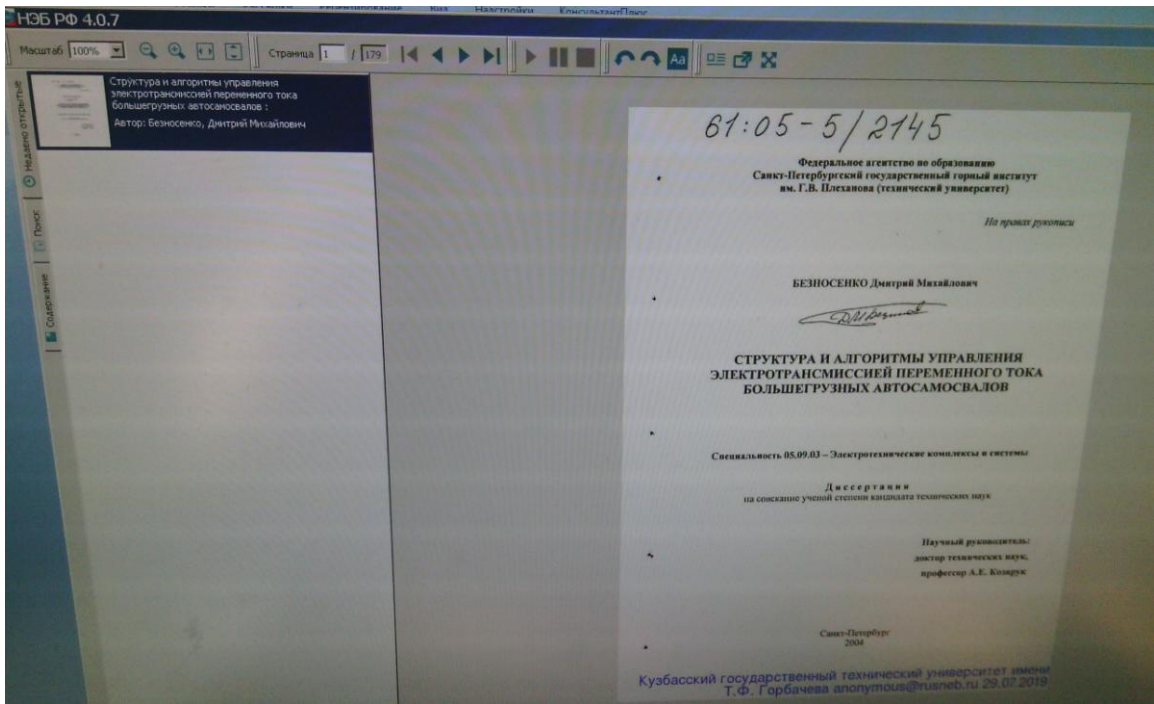 Настройки КонсультантПлюс
НЭБ РФ 4.0.7
Масштаб 100% Страница 1 / 179
Aa
Недавно открытые
Поиск
Содержание
Структура и алгоритмы управления
электротрансмиссией переменного тока
большегрузных автосамосвалов :
Автор: Безносенко, Дмитрий Михайлович
61:05-5/2145
Федеральное агентство по образованию
Санкт-Петербургский государственный горный институт
им. Г.В. Плеханова (технический университет)
На правах рукописи
БЕЗНОСЕНКО Дмитрий Михайлович
СТРУКТУРА И АЛГОРИТМЫ УПРАВЛЕНИЯ
ЭЛЕКТРОТРАНСМИССИЕЙ ПЕРЕМЕННОГО ТОКА
БОЛЬШЕГРУЗНЫХ АВТОСАМОСВАЛОВ
Специальность 05.09.03 – Электротехнические комплексы и системы
Диссертация
на соискание ученой степени кандидата технических наук
Научный руководитель:
доктор технических наук,
профессор А.Е. Козярук
Санкт-Петербург
2004
Кузбасский государственный технический университет имени
Т.Ф. Горбачева anonymous@rusneb.ru 29.07.2019